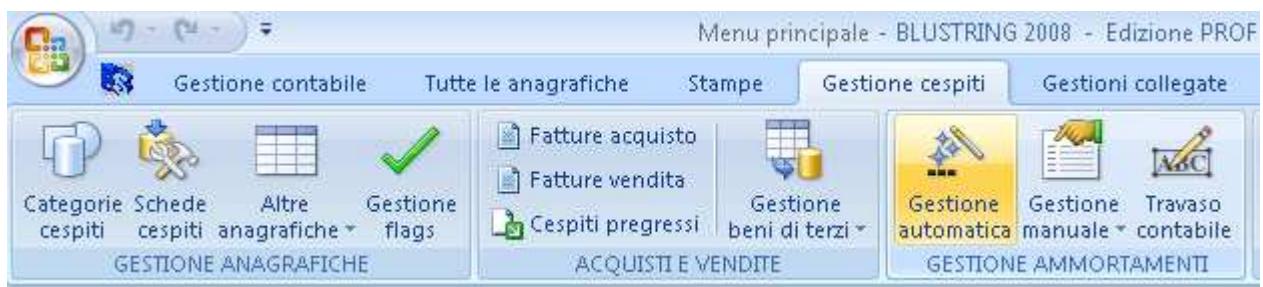 Menu principale - BLUSTRING 2008 - Edizione PROF
Gestione contabile Tutte le anagrafiche Stampe Gestione cespiti Gestioni collegate
Categorie cespiti
Schede cespiti
Altre anagrafiche
Gestione flags
GESTIONE ANAGRAFICHE
Fatture acquisto
Fatture vendita
Cespiti pregressi
Gestione beni di terzi
ACQUISTI E VENDITE
Gestione automatica
Gestione manuale
ABC
Travaso contabile
GESTIONE AMMORTAMENTI